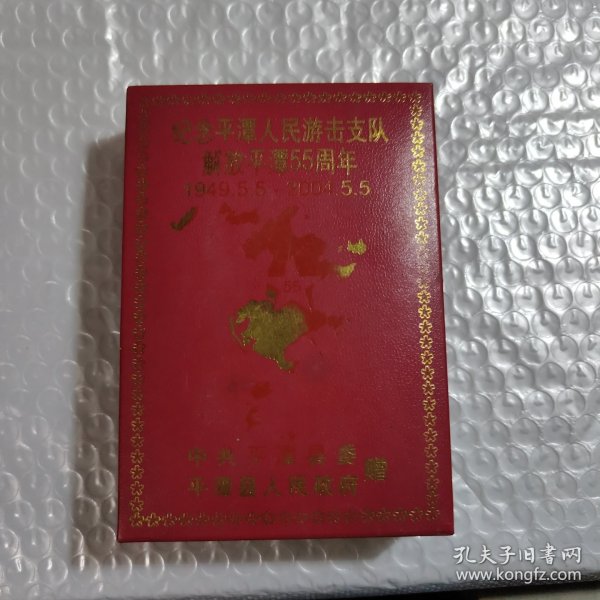 纪念平潭人民游击支队
解放平潭55周年
1949.5.5-2004.5.5
55
中共平潭县委
平潭县人民政府 赠
孔夫子旧书网
www.kongfz.com